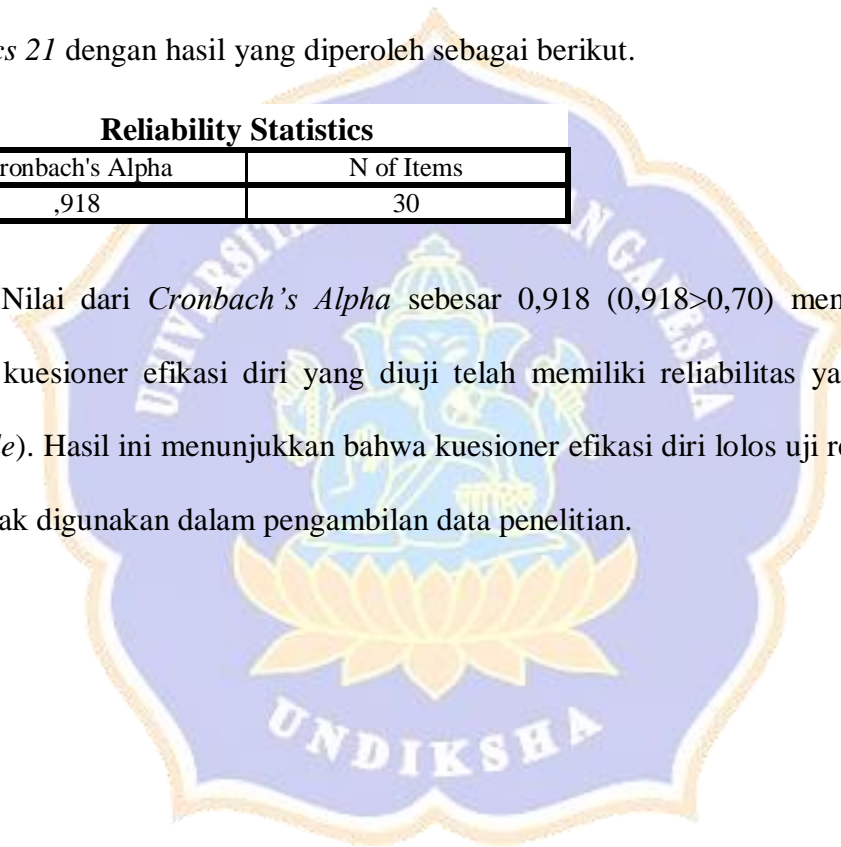 cs 21 dengan hasil yang diperoleh sebagai berikut.
Reliability Statistics
ronbach's Alpha N of Items
,918 30
Nilai dari Cronbach’s Alpha sebesar 0,918 (0,918>0,70) men
kuesioner efikasi diri yang diuji telah memiliki reliabilitas ya
e). Hasil ini menunjukkan bahwa kuesioner efikasi diri lolos uji re
ak digunakan dalam pengambilan data penelitian.
UNDIKSHA